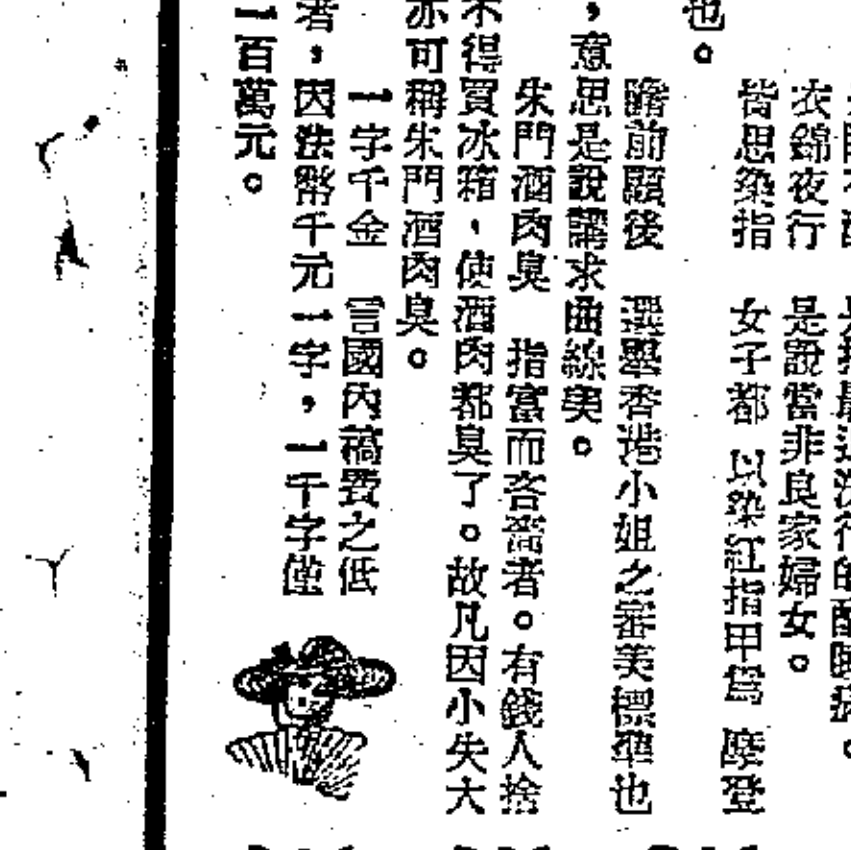 衣錦夜行 是說當非良家婦女。
皆思染指 女子都以染紅指甲爲摩登
也。
瞻前顧後 選舉香港小姐之審美標準也
，意思是說講求曲線美。
朱門酒肉臭 指富而吝嗇者。有錢人捨
不得買冰箱，使酒肉都臭了。故凡因小失大
亦可稱朱門酒肉臭。
一字千金 言國內稿費之低
者，因法幣千元一字，一千字僅
一百萬元。